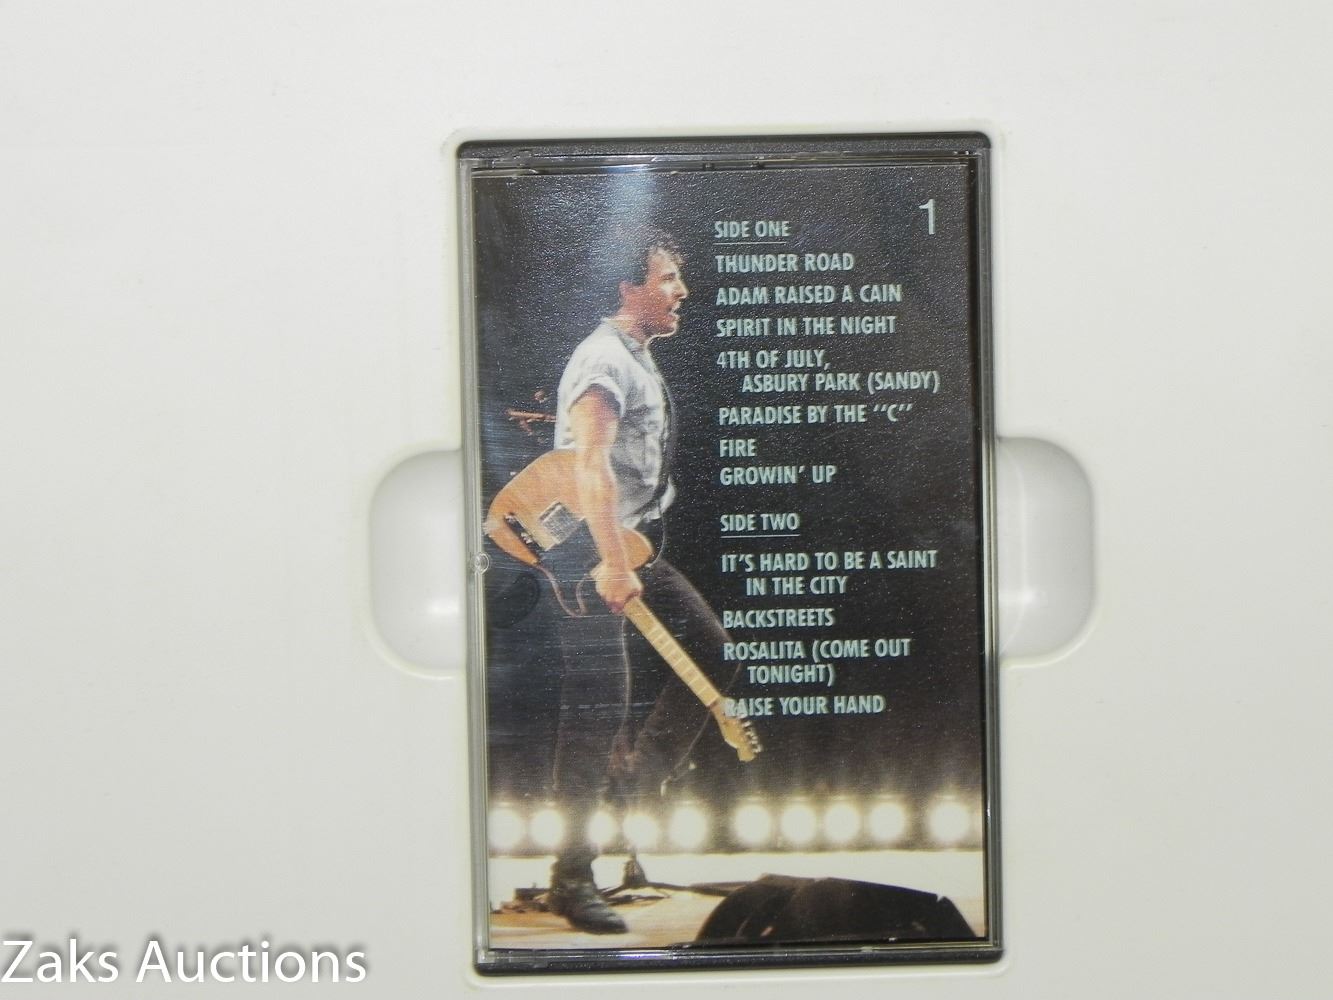 1
SIDE ONE
THUNDER ROAD
ADAM RAISED A CAIN
SPIRIT IN THE NIGHT
4TH OF JULY,
ASBURY PARK (SANDY)
PARADISE BY THE "C"
FIRE
GROWIN' UP
SIDE TWO
IT'S HARD TO BE A SAINT
IN THE CITY
BACKSTREETS
ROSALITA (COME OUT
TONIGHT)
RAISE YOUR HAND
Zaks Auctions